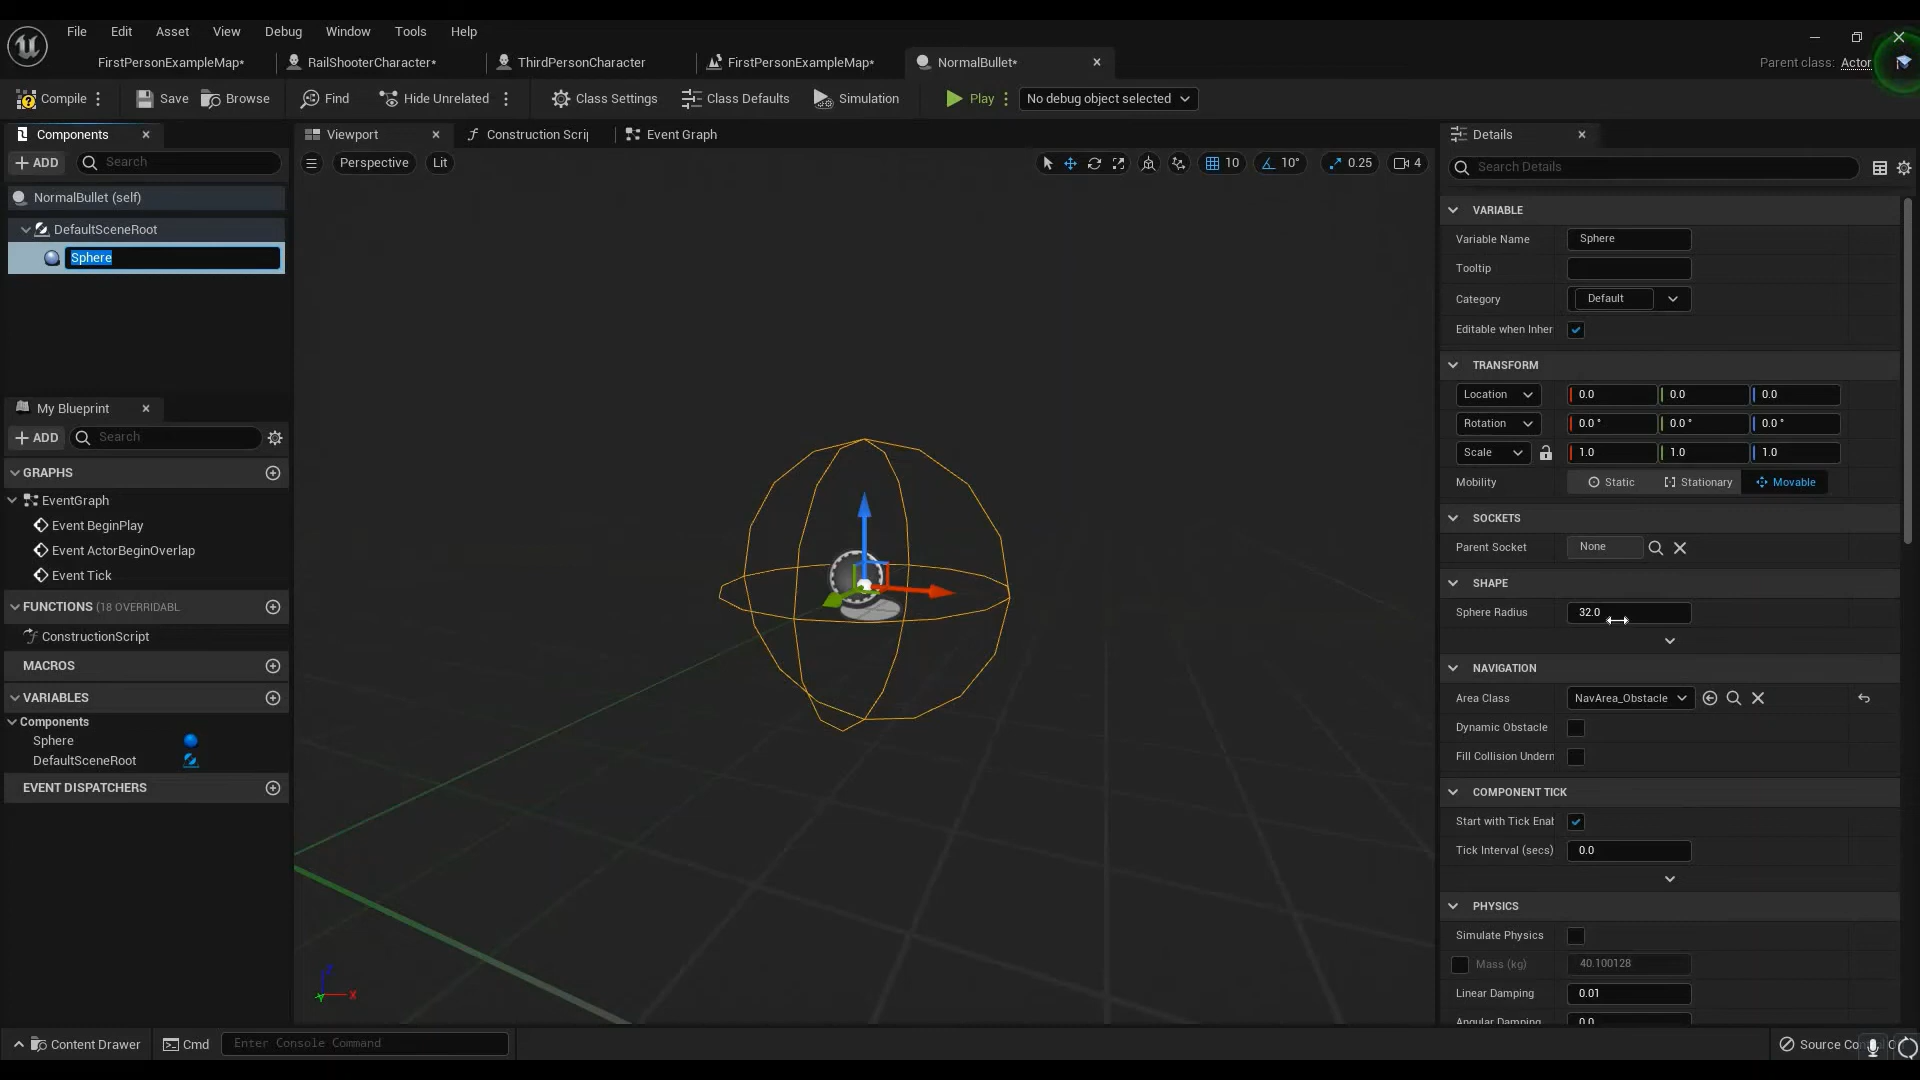 File Edit Asset View Debug Window Tools Help
FirstPersonExampleMap* RailShooterCharacter* ThirdPersonCharacter FirstPersonExampleMap* NormalBullet* Parent class: Actor
Compile Save Browse Find Hide Unrelated Class Settings Class Defaults Simulation Play No debug object selected
Components Viewport Construction Scri Event Graph Details
ADD Search Perspective Lit 10 10° 0.25 4 Search Details
NormalBullet (self)
DefaultSceneRoot
Sphere
VARIABLE
Variable Name Sphere
Tooltip
Category Default
Editable when Inher
TRANSFORM
Location 0.0 0.0 0.0
Rotation 0.0 ° 0.0 ° 0.0 °
Scale 1.0 1.0 1.0
Mobility Static Stationary Movable
SOCKETS
Parent Socket None
SHAPE
Sphere Radius 32.0
NAVIGATION
Area Class NavArea_Obstacle
Dynamic Obstacle
Fill Collision Undern
COMPONENT TICK
Start with Tick Enat
Tick Interval (secs) 0.0
PHYSICS
Simulate Physics
Mass (kg) 40.100128
Linear Damping 0.01
Angular Damping 0.0
My Blueprint
ADD Search
GRAPHS
EventGraph
Event BeginPlay
Event ActorBeginOverlap
Event Tick
FUNCTIONS (18 OVERRIDABL
ConstructionScript
MACROS
VARIABLES
Components
Sphere
DefaultSceneRoot
EVENT DISPATCHERS
X
Content Drawer Cmd Enter Console Command Source Co